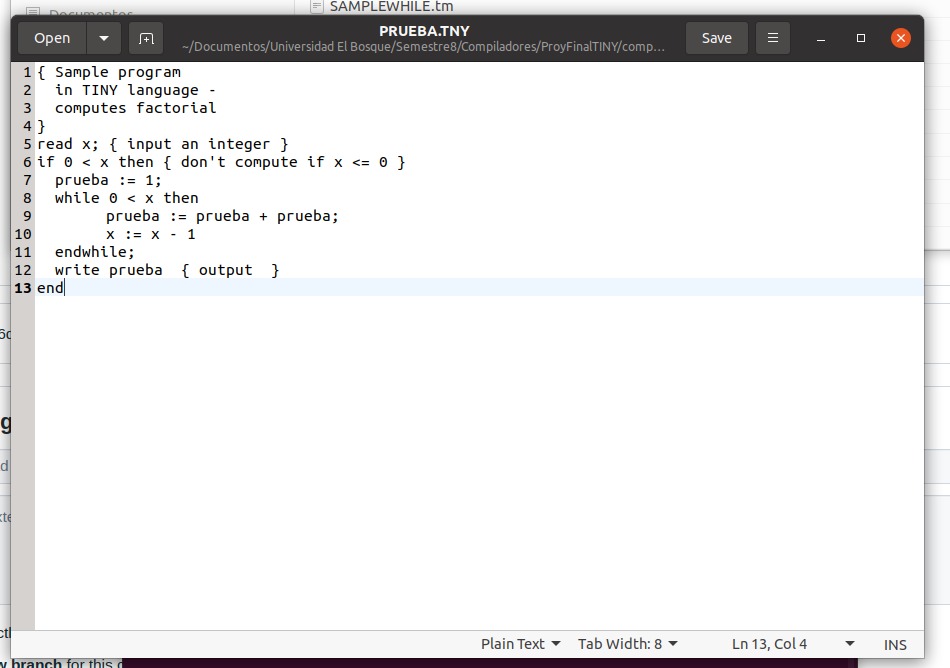 Documentos
SAMPLEWHILE.tm
Open
PRUEBA.TNY
~/Documentos/Universidad El Bosque/Semestre8/Compiladores/ProyFinalTINY/comp…
Save
1 { Sample program
2   in TINY language -
3   computes factorial
4 }
5 read x; { input an integer }
6 if 0 < x then { don't compute if x <= 0 }
7   prueba := 1;
8   while 0 < x then
9         prueba := prueba + prueba;
10         x := x - 1
11   endwhile;
12   write prueba  { output  }
13 end
Plain Text
Tab Width: 8
Ln 13, Col 4
INS
branch for this